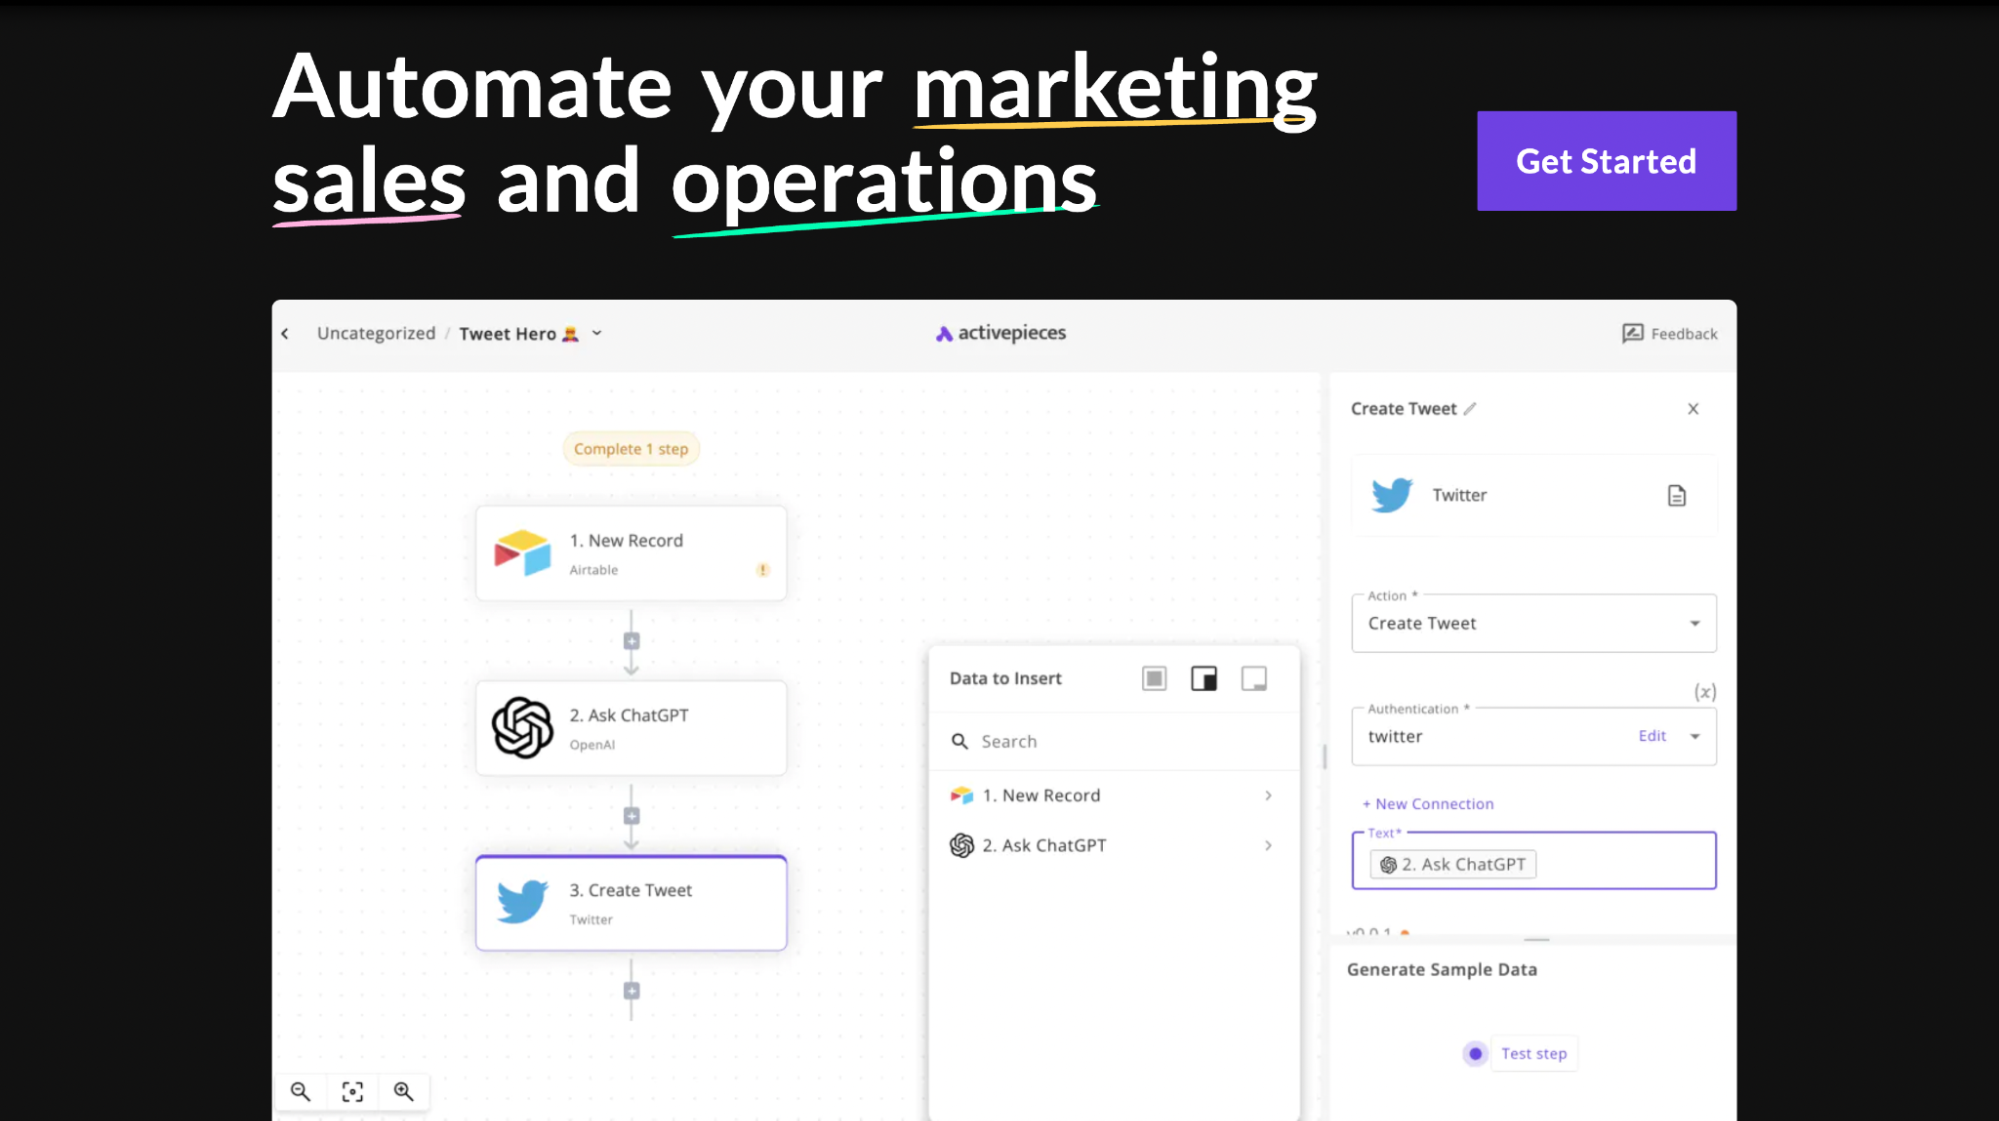 Automate your marketing
sales and operations
Get Started
Uncategorized / Tweet Hero
activepieces
Feedback
Complete 1 step
1. New Record
Airtable
!
2. Ask ChatGPT
OpenAI
3. Create Tweet
Twitter
Data to Insert
Search
1. New Record
2. Ask ChatGPT
Create Tweet
Twitter
Action *
Create Tweet
(x)
Authentication *
twitter
Edit
+ New Connection
Text*
2. Ask ChatGPT
v0.0.1
Generate Sample Data
Test step